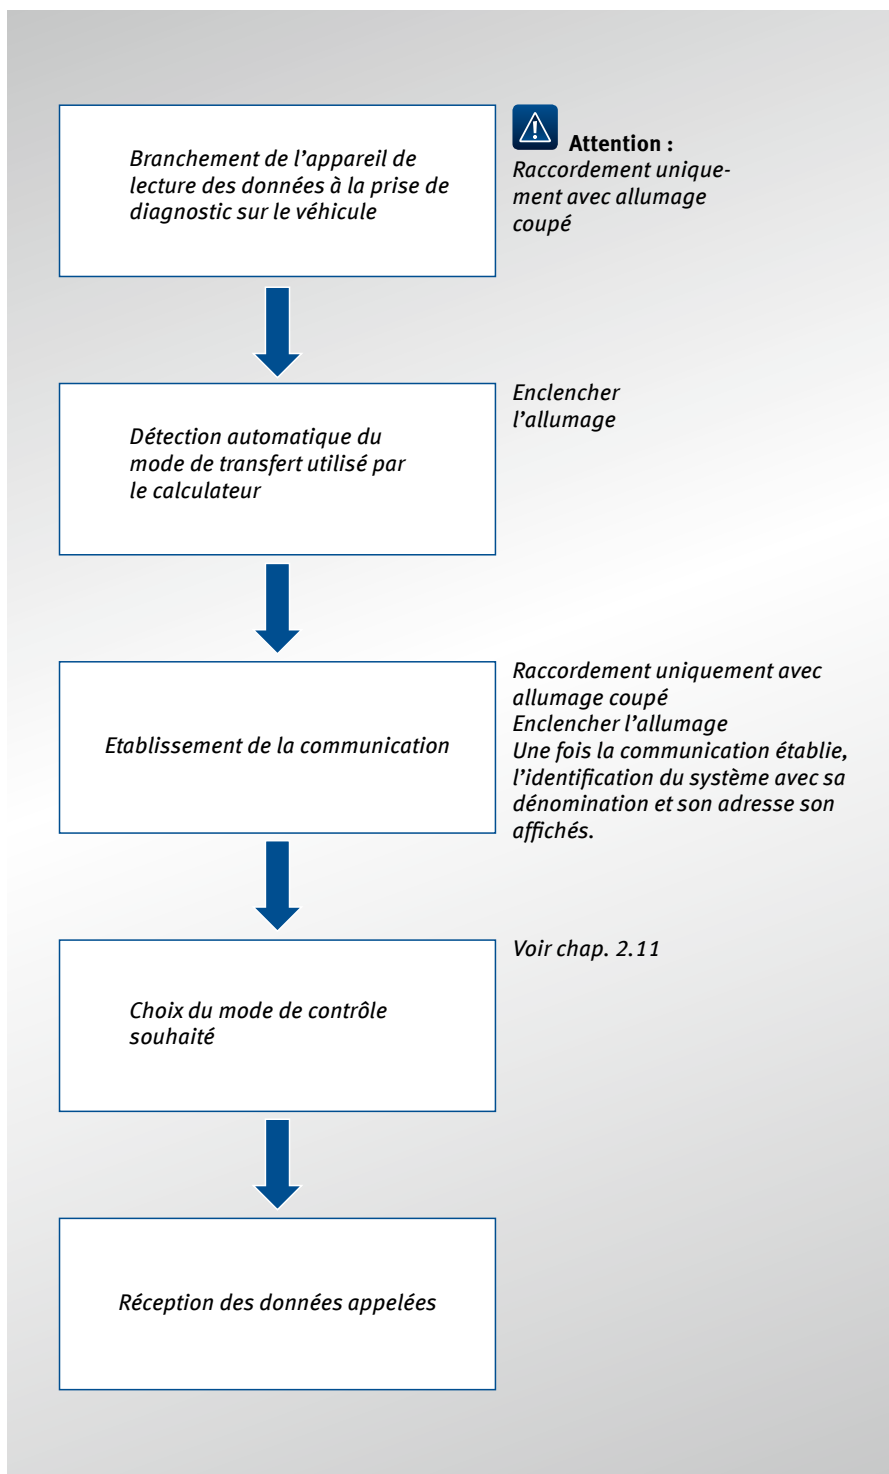 Branchement de l'appareil de
lecture des données à la prise de
diagnostic sur le véhicule
Attention :
Raccordement unique-
ment avec allumage
coupé
Détection automatique du
mode de transfert utilisé par
le calculateur
Enclencher
l'allumage
Etablissement de la communication
Raccordement uniquement avec
allumage coupé
Enclencher l'allumage
Une fois la communication établie,
l'identification du système avec sa
dénomination et son adresse son
affichés.
Choix du mode de contrôle
souhaité
Voir chap. 2.11
Réception des données appelées